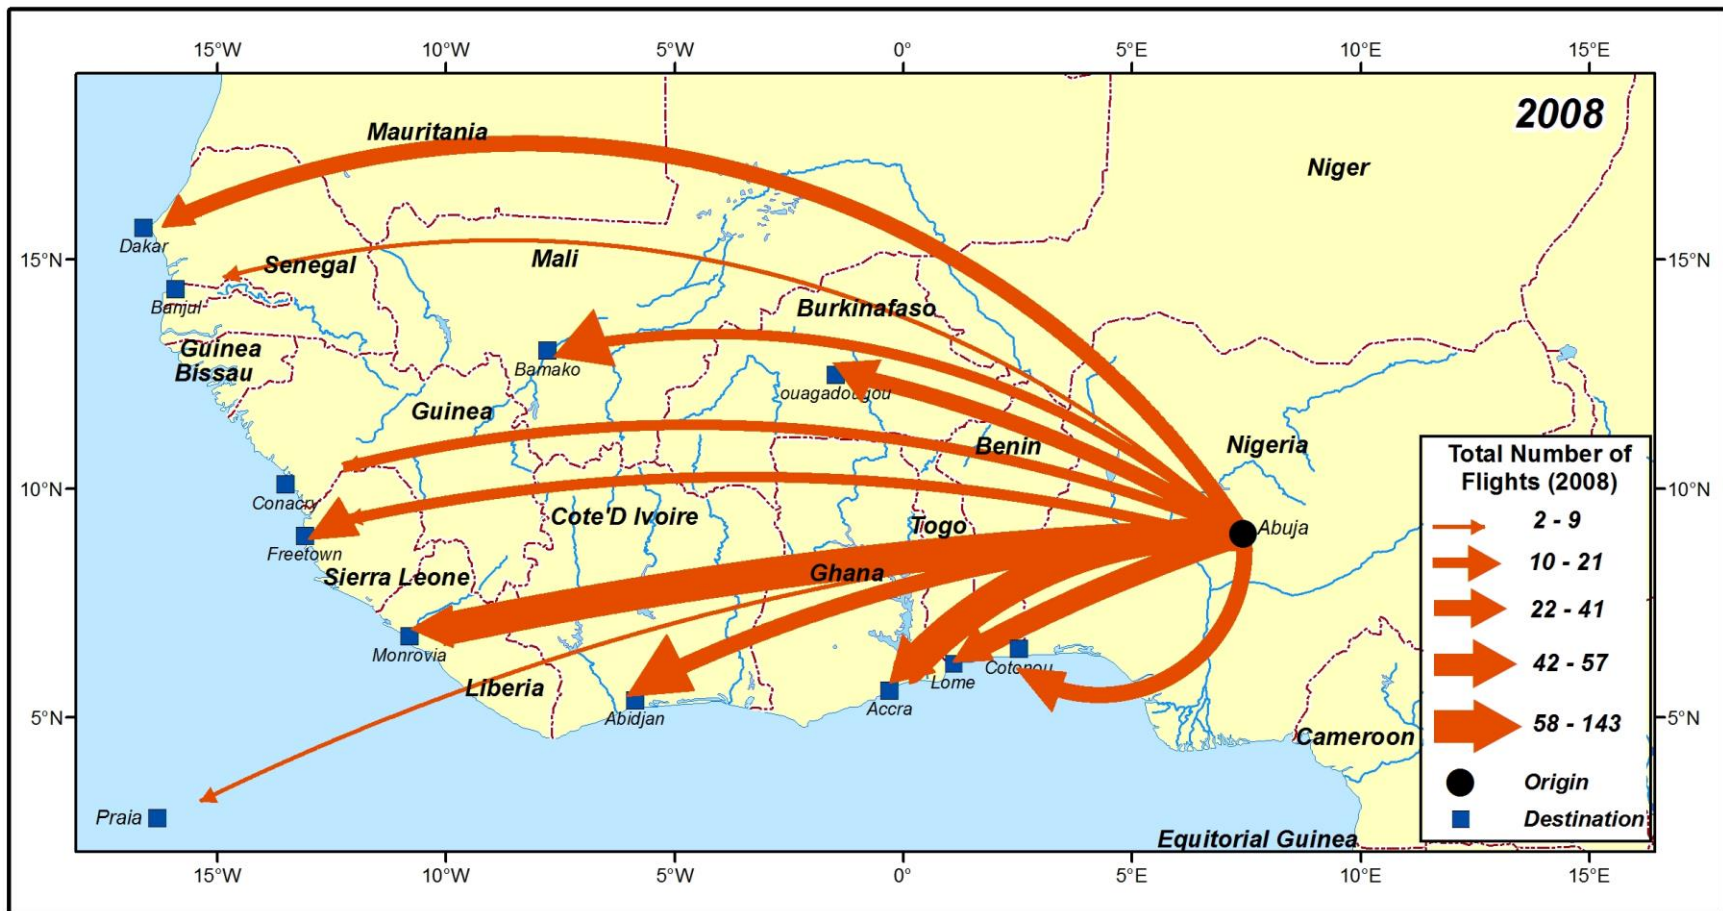 15°W 10°W 5°W 0° 5°E 10°E 15°E
2008
Mauritania
Niger
Dakar
15°N
Senegal
Mali
15°N
Banjul
Burkinafaso
Guinea
Bissau
Bamako
ouagadougou
Guinea
Benin
Nigeria
Total Number of
Flights (2008)
10°N
Conacry
10°N
2 - 9
Cote'D Ivoire
Togo
Abuja
Freetown
10 - 21
Sierra Leone
Ghana
22 - 41
Monrovia
Cotonou
42 - 57
Liberia
Lome
Abidjan
Accra
5°N
5°N
58 - 143
Cameroon
Origin
Praia
Destination
Equitorial Guinea
15°W 10°W 5°W 0° 5°E 10°E 15°E